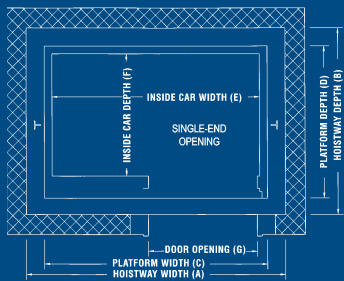 INSIDE CAR WIDTH (E)
INSIDE CAR DEPTH (F)
SINGLE-END
OPENING
PLATFORM DEPTH (D)
HOISTWAY DEPTH (B)
DOOR OPENING (G)
PLATFORM WIDTH (C)
HOISTWAY WIDTH (A)